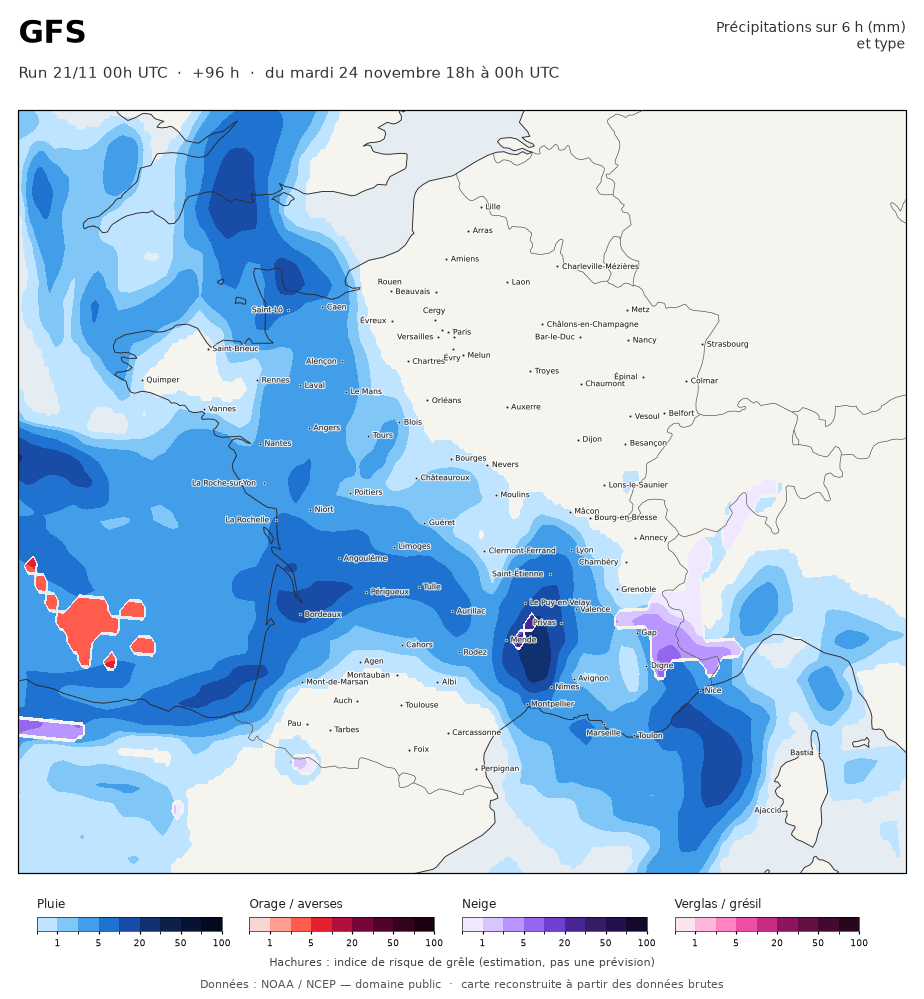 GFS
Précipitations sur 6 h (mm)
et type
Run 21/11 00h UTC · +96 h · du mardi 24 novembre 18h à 00h UTC
Lille
Arras
Amiens
Charleville-Mézières
Rouen
Laon
Beauvais
Caen
Saint-Lô
Cergy
Metz
Évreux
Châlons-en-Champagne
Paris
Versailles
Bar-le-Duc
Nancy
Strasbourg
Saint-Brieuc
Évry
Melun
Alençon
Chartres
Troyes
Épinal
Quimper
Rennes
Laval
Chaumont
Colmar
Le Mans
Orléans
Vannes
Auxerre
Vesoul
Belfort
Blois
Angers
Tours
Dijon
Besançon
Nantes
Bourges
Nevers
La Roche-sur-Yon
Châteauroux
Lons-le-Saunier
Poitiers
Moulins
Niort
Mâcon
La Rochelle
Guéret
Bourg-en-Bresse
Annecy
Limoges
Clermont-Ferrand
Lyon
Angoulême
Chambéry
Saint-Étienne
Tulle
Périgueux
Grenoble
Le Puy-en-Velay
Bordeaux
Aurillac
Valence
Privas
Gap
Mende
Cahors
Rodez
Agen
Digne
Montauban
Mont-de-Marsan
Albi
Avignon
Nîmes
Nice
Auch
Toulouse
Montpellier
Pau
Tarbes
Carcassonne
Marseille
Toulon
Foix
Bastia
Perpignan
Ajaccio
Pluie
Orage / averses
Neige
Verglas / grésil
1 5 20 50 100
1 5 20 50 100
1 5 20 50 100
1 5 20 50 100
Hachures : indice de risque de grêle (estimation, pas une prévision)
Données : NOAA / NCEP — domaine public · carte reconstruite à partir des données brutes